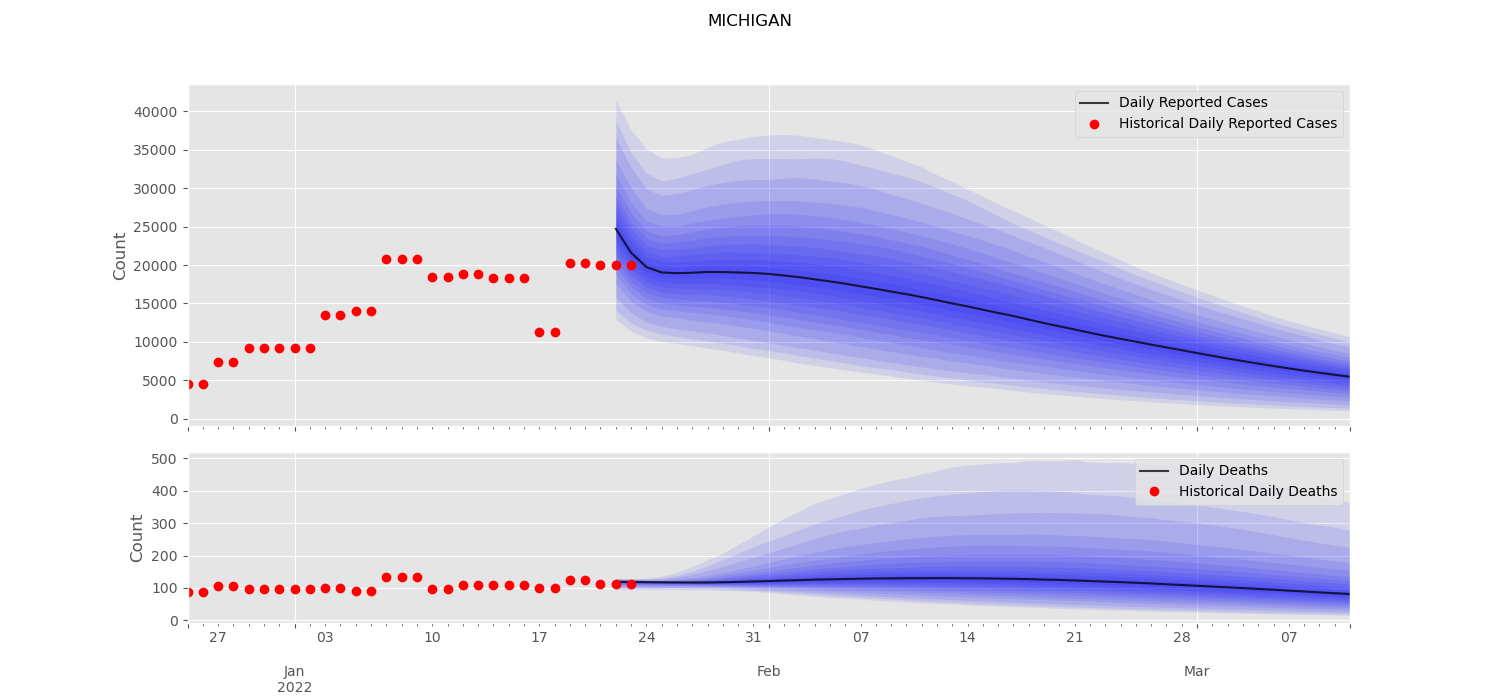 MICHIGAN
Daily Reported Cases
Historical Daily Reported Cases
40000
35000
30000
25000
20000
15000
10000
5000
0
Count
Daily Deaths
Historical Daily Deaths
500
400
300
200
100
0
Count
27 03 10 17 24 31 07 14 21 28 07
Jan Feb Mar
2022